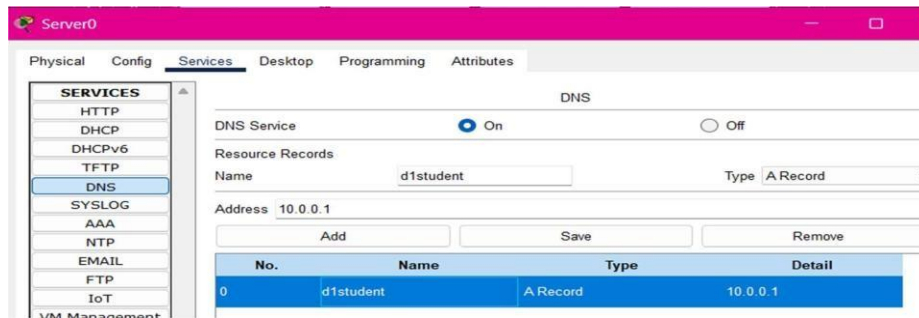 Server0
Physical Config Services Desktop Programming Attributes
SERVICES
HTTP
DHCP
DHCPv6
TFTP
DNS
SYSLOG
AAA
NTP
EMAIL
FTP
IoT
VM Management
DNS
DNS Service On Off
Resource Records
Name d1student Type A Record
Address 10.0.0.1
Add Save Remove
No. Name Type Detail
0 d1student A Record 10.0.0.1